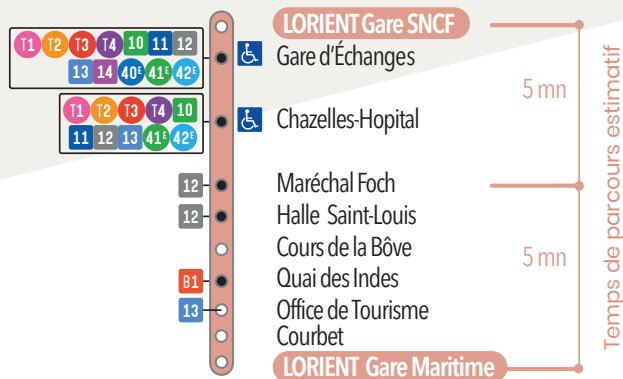 LORIENT Gare SNCF
T1 T2 T3 T4 10 11 12
Gare d'Échanges
13 14 40E 41E 42E
5 mn
T1 T2 T3 T4 10
Chazelles-Hopital
11 12 13 41E 42E
12 Maréchal Foch
12 Halle Saint-Louis
Cours de la Bôve
5 mn
B1 Quai des Indes
13 Office de Tourisme
Courbet
LORIENT Gare Maritime
Temps de parcours estimatif